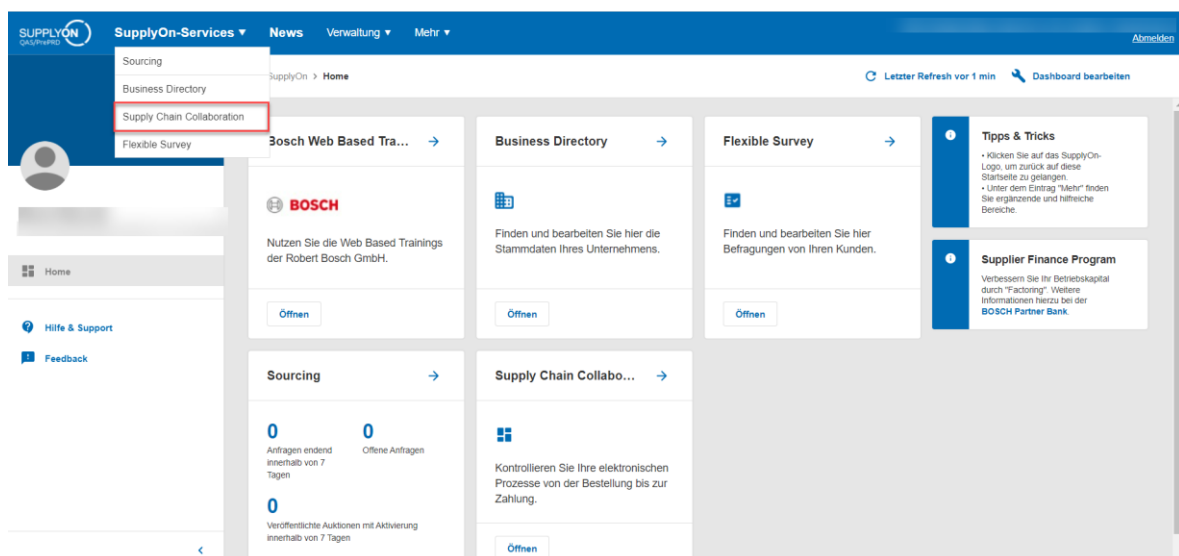 SUPPLYON
QAS/PrePRD
SupplyOn-Services ▼
News
Verwaltung ▼
Mehr ▼
Abmelden
Sourcing
Business Directory
Supply Chain Collaboration
Flexible Survey
SupplyOn > Home
Letzter Refresh vor 1 min
Dashboard bearbeiten
Home
Hilfe & Support
Feedback
Bosch Web Based Tra...
BOSCH
Nutzen Sie die Web Based Trainings
der Robert Bosch GmbH.
Öffnen
Business Directory
Finden und bearbeiten Sie hier die
Stammdaten Ihres Unternehmens.
Öffnen
Flexible Survey
Finden und bearbeiten Sie hier
Befragungen von Ihren Kunden.
Öffnen
Tipps & Tricks
• Klicken Sie auf das SupplyOn-
Logo, um zurück auf diese
Startseite zu gelangen.
• Unter dem Eintrag "Mehr" finden
Sie ergänzende und hilfreiche
Bereiche.
Supplier Finance Program
Verbessern Sie Ihr Betriebskapital
durch "Factoring". Weitere
Informationen hierzu bei der
BOSCH Partner Bank.
Sourcing
0
Anfragen endend
innerhalb von 7
Tagen
0
Offene Anfragen
0
Veröffentlichte Auktionen mit Aktivierung
innerhalb von 7 Tagen
Supply Chain Collabo...
Kontrollieren Sie Ihre elektronischen
Prozesse von der Bestellung bis zur
Zahlung.
Öffnen